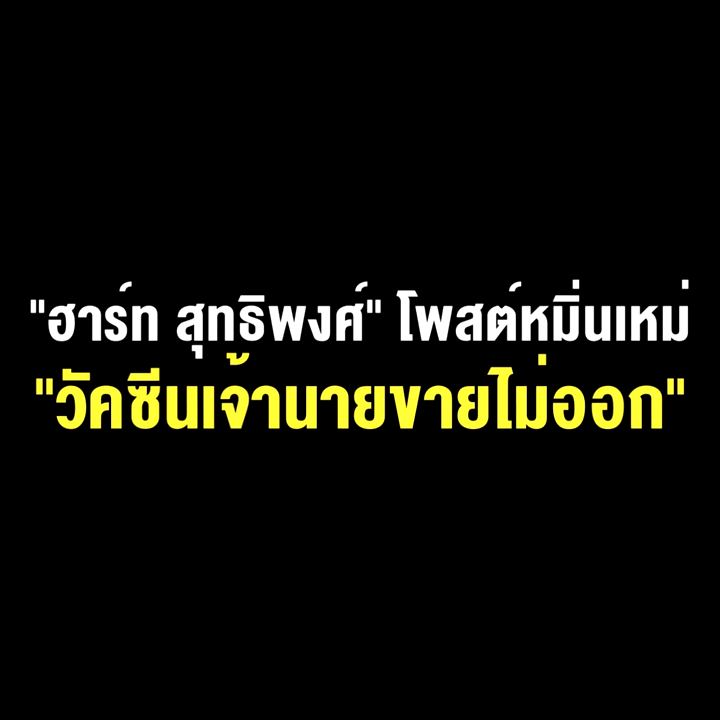 "ฮาร์ท สุทธิพงศ์" โพสต์หมิ่นเหม่
"วัคซีนเจ้านายขายไม่ออก"